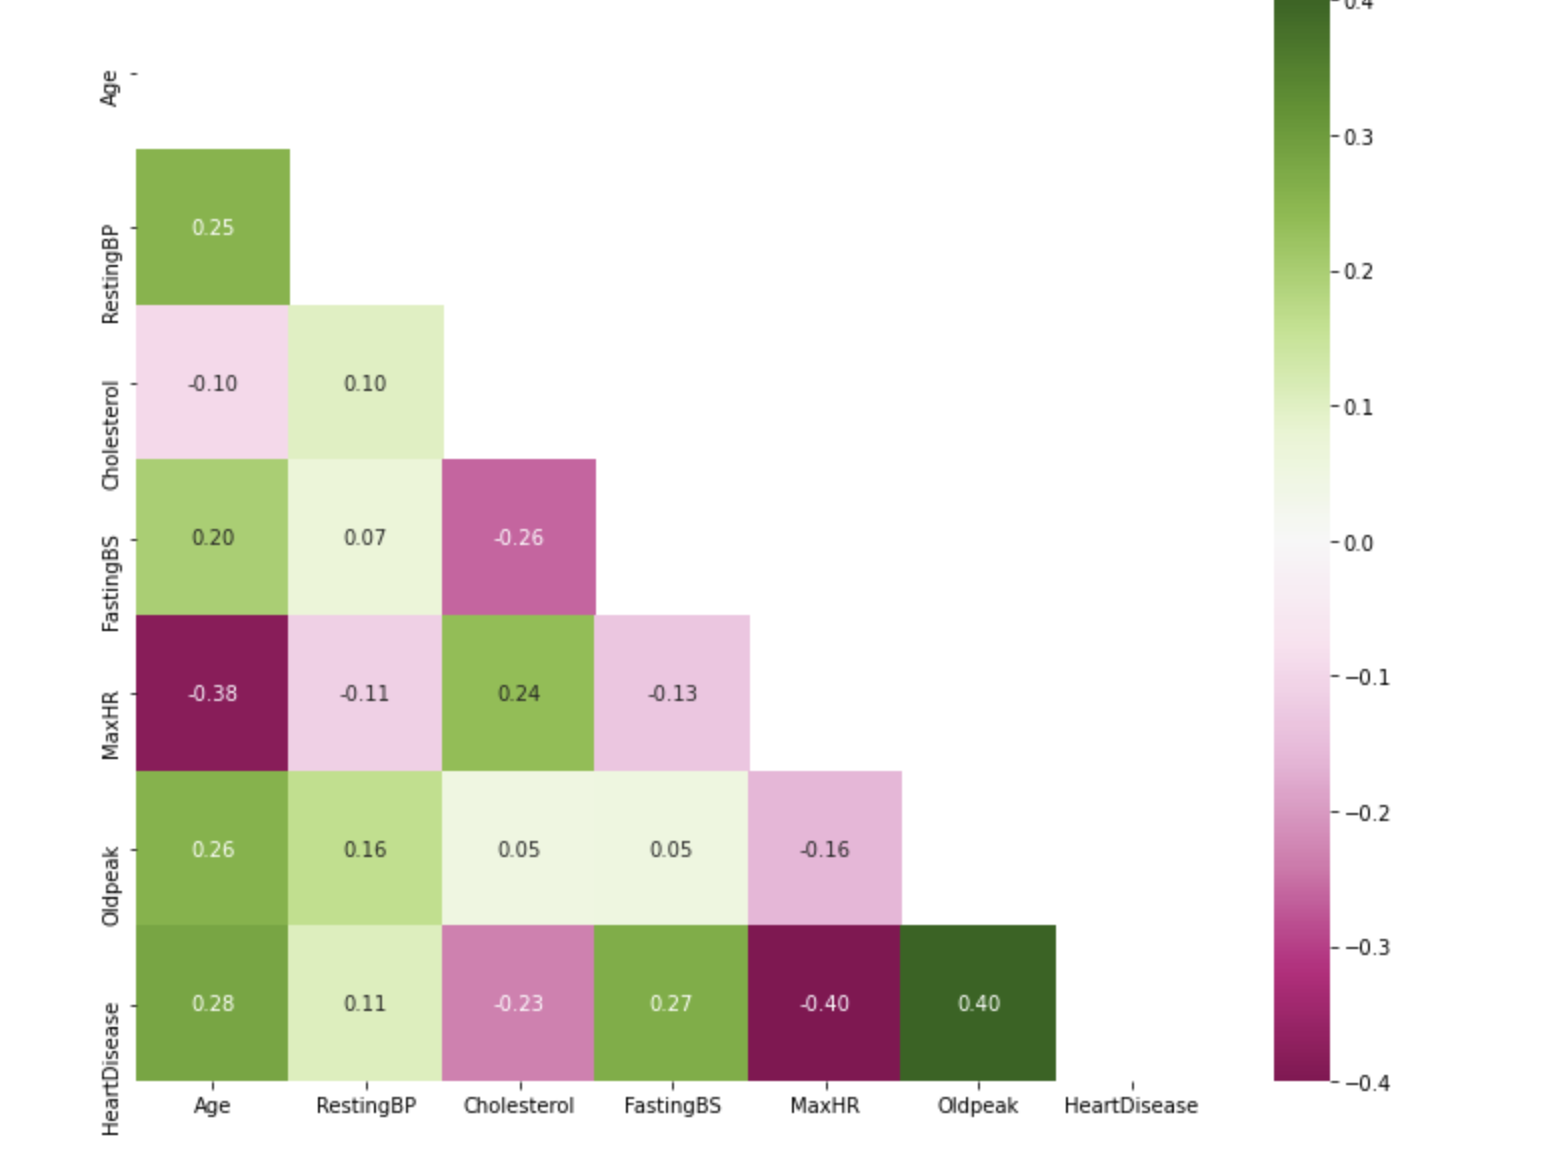 0.4
Age
0.3
0.25
RestingBP
0.2
-0.10 0.10
Cholesterol
0.1
0.20 0.07 -0.26
FastingBS
0.0
-0.38 -0.11 0.24 -0.13
MaxHR
−0.1
0.26 0.16 0.05 0.05 -0.16
Oldpeak
−0.2
−0.3
0.28 0.11 -0.23 0.27 -0.40 0.40
HeartDisease
−0.4
Age RestingBP Cholesterol FastingBS MaxHR Oldpeak HeartDisease